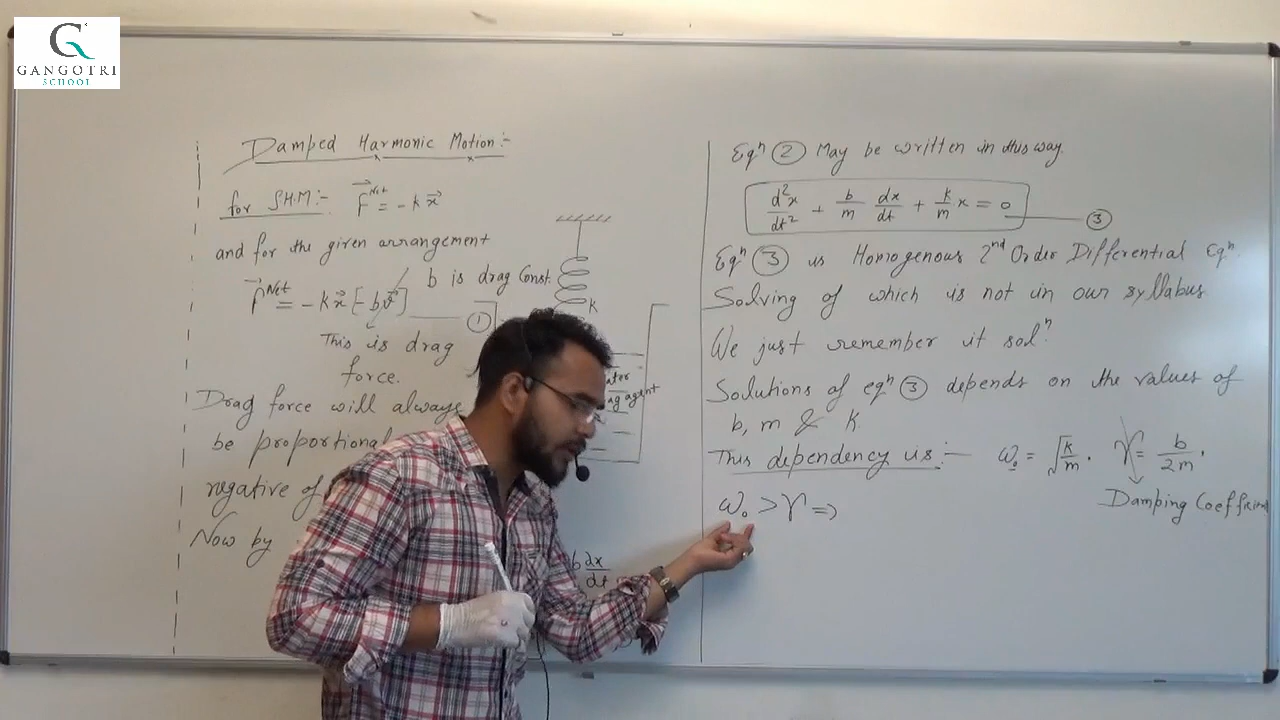 GANGOTRI
SCHOOL
Damped Harmonic Motion:-
for S.H.M:- F^Net = -k x
and for the given arrangement
b is drag Const.
F^Net = -k x [-b v] ①
k
This is drag
force.
Drag force will always
be proportional
negative of
Now by
b dx/dt
Eqⁿ ② May be written in this way
d²x/dt² + b/m dx/dt + k/m x = 0 ③
Eqⁿ ③ is Homogenous 2nd Order Differential Eqⁿ.
Solving of which is not in our syllabus
We just remember it solⁿ
Solutions of eqⁿ ③ depends on the values of
b, m & k.
This dependency is:- ω₀ = √k/m . γ = b/2m .
Damping Coefficient
ω₀ > γ ⇒